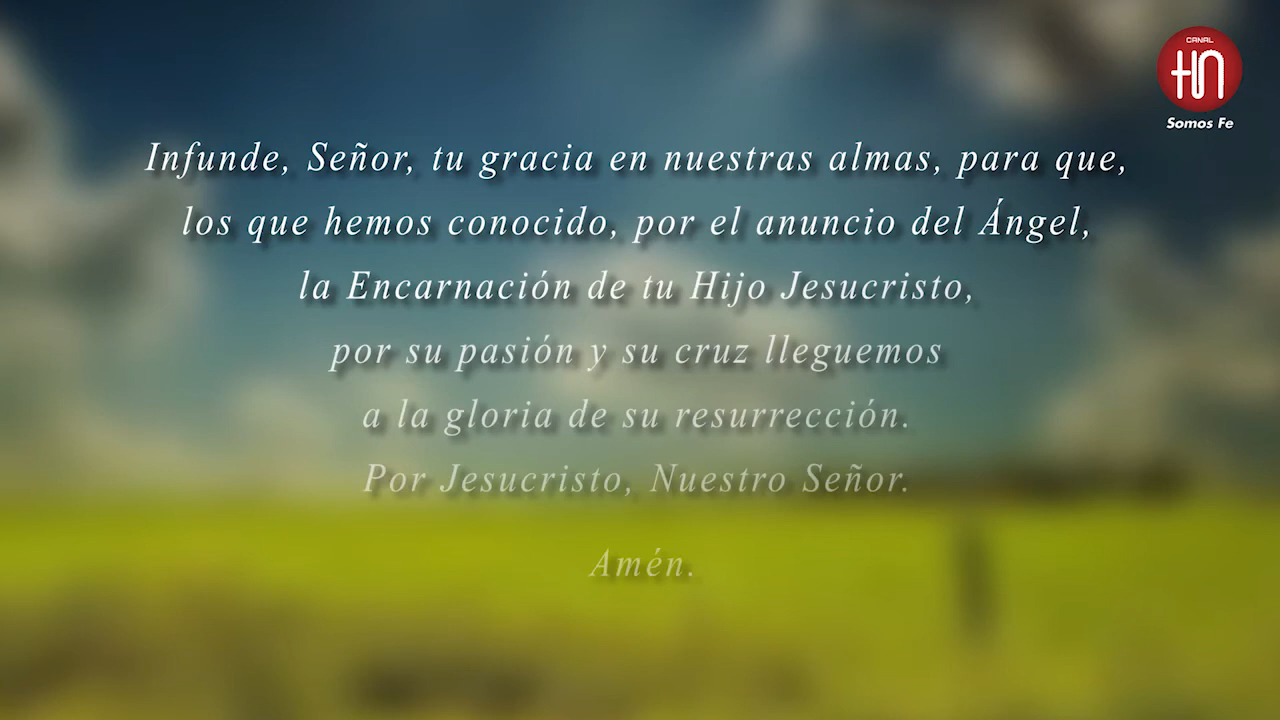 CANAL
HN
Somos Fe
Infunde, Señor, tu gracia en nuestras almas, para que,
los que hemos conocido, por el anuncio del Ángel,
la Encarnación de tu Hijo Jesucristo,
por su pasión y su cruz lleguemos
a la gloria de su resurrección.
Por Jesucristo, Nuestro Señor.
Amén.